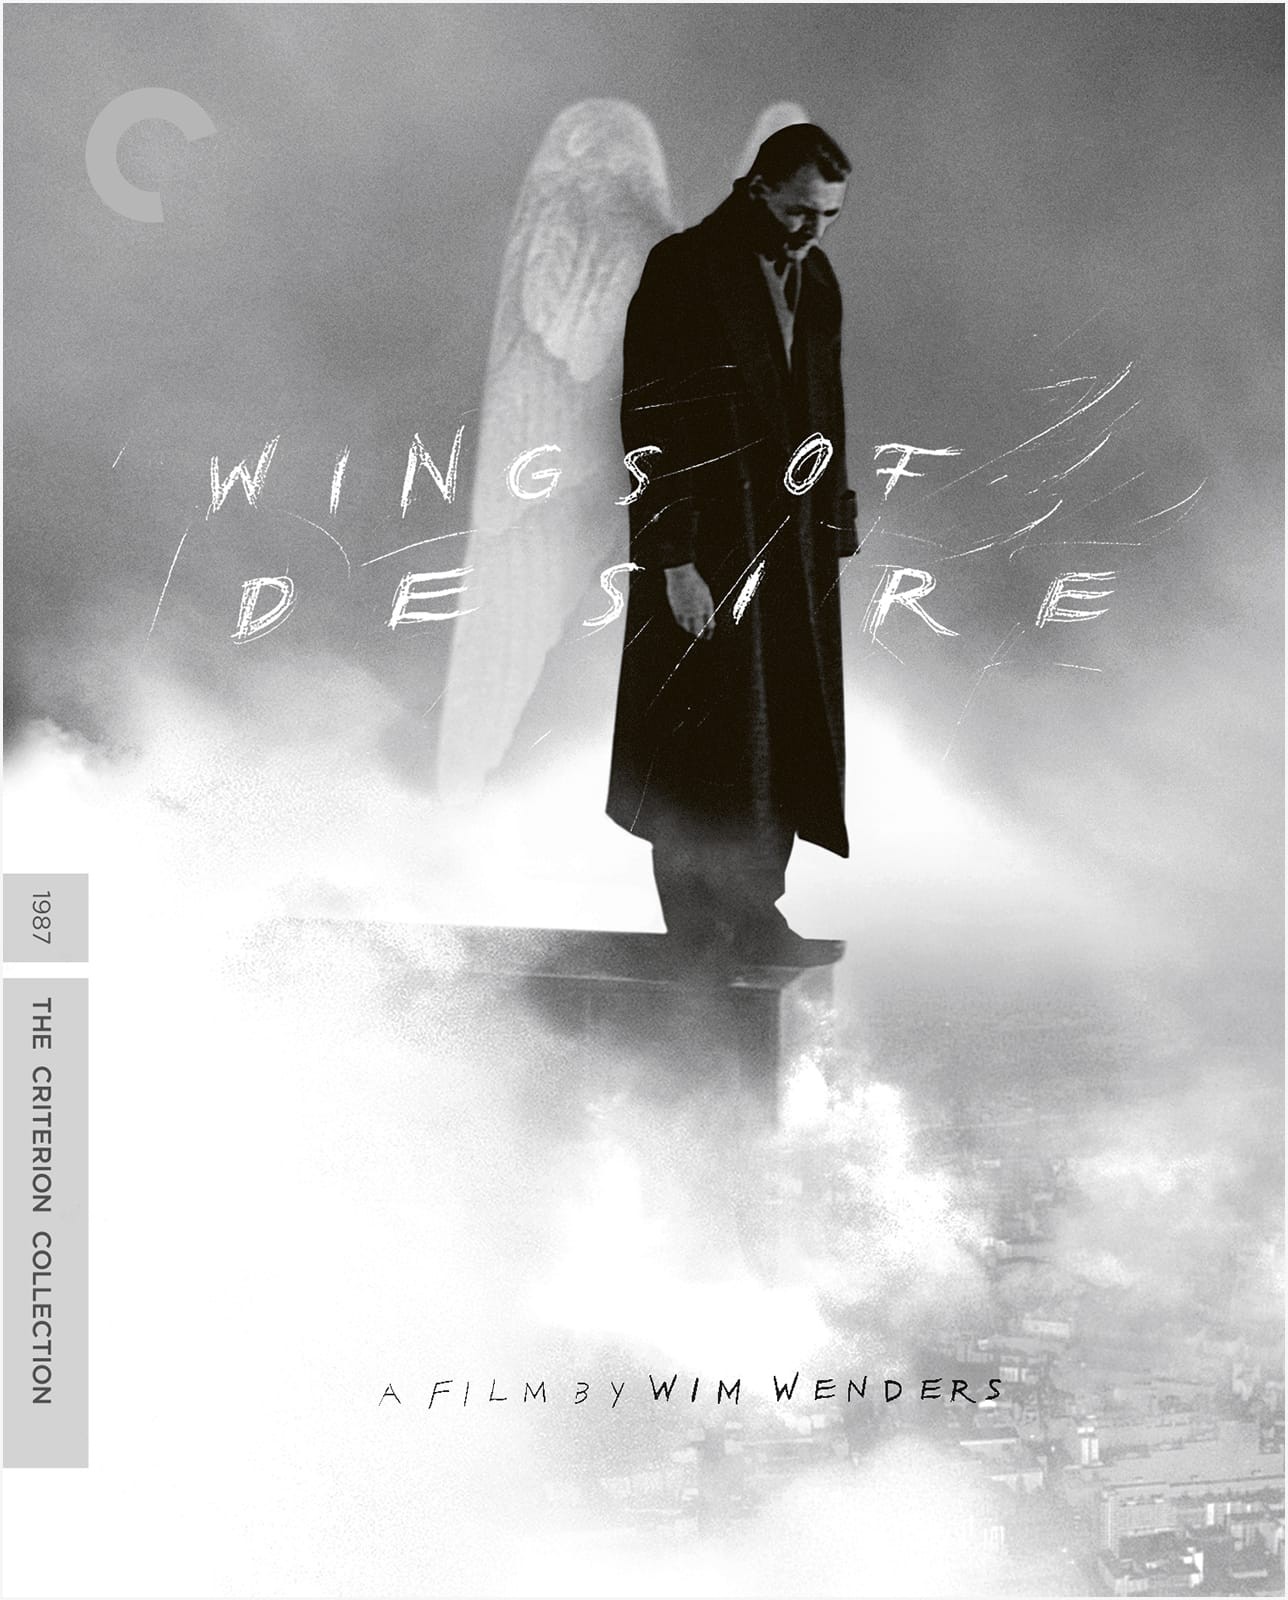 WINGS OF
DESIRE
1987
THE CRITERION COLLECTION
A FILM BY WIM WENDERS